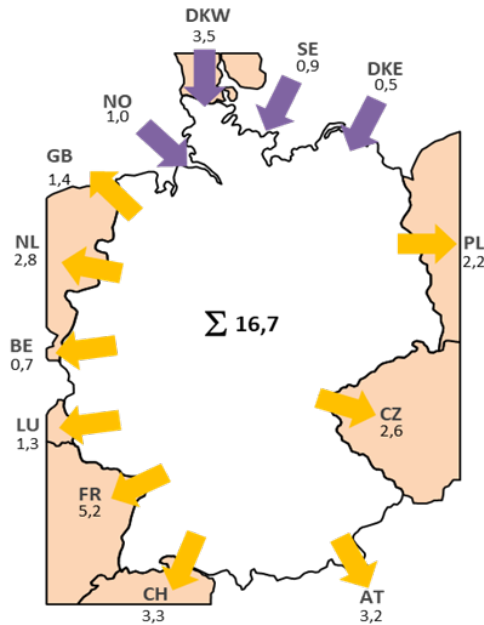 DKW
3,5
SE
0,9
DKE
0,5
NO
1,0
GB
1,4
NL
2,8
PL
2,2
Σ 16,7
BE
0,7
LU
1,3
CZ
2,6
FR
5,2
CH
3,3
AT
3,2